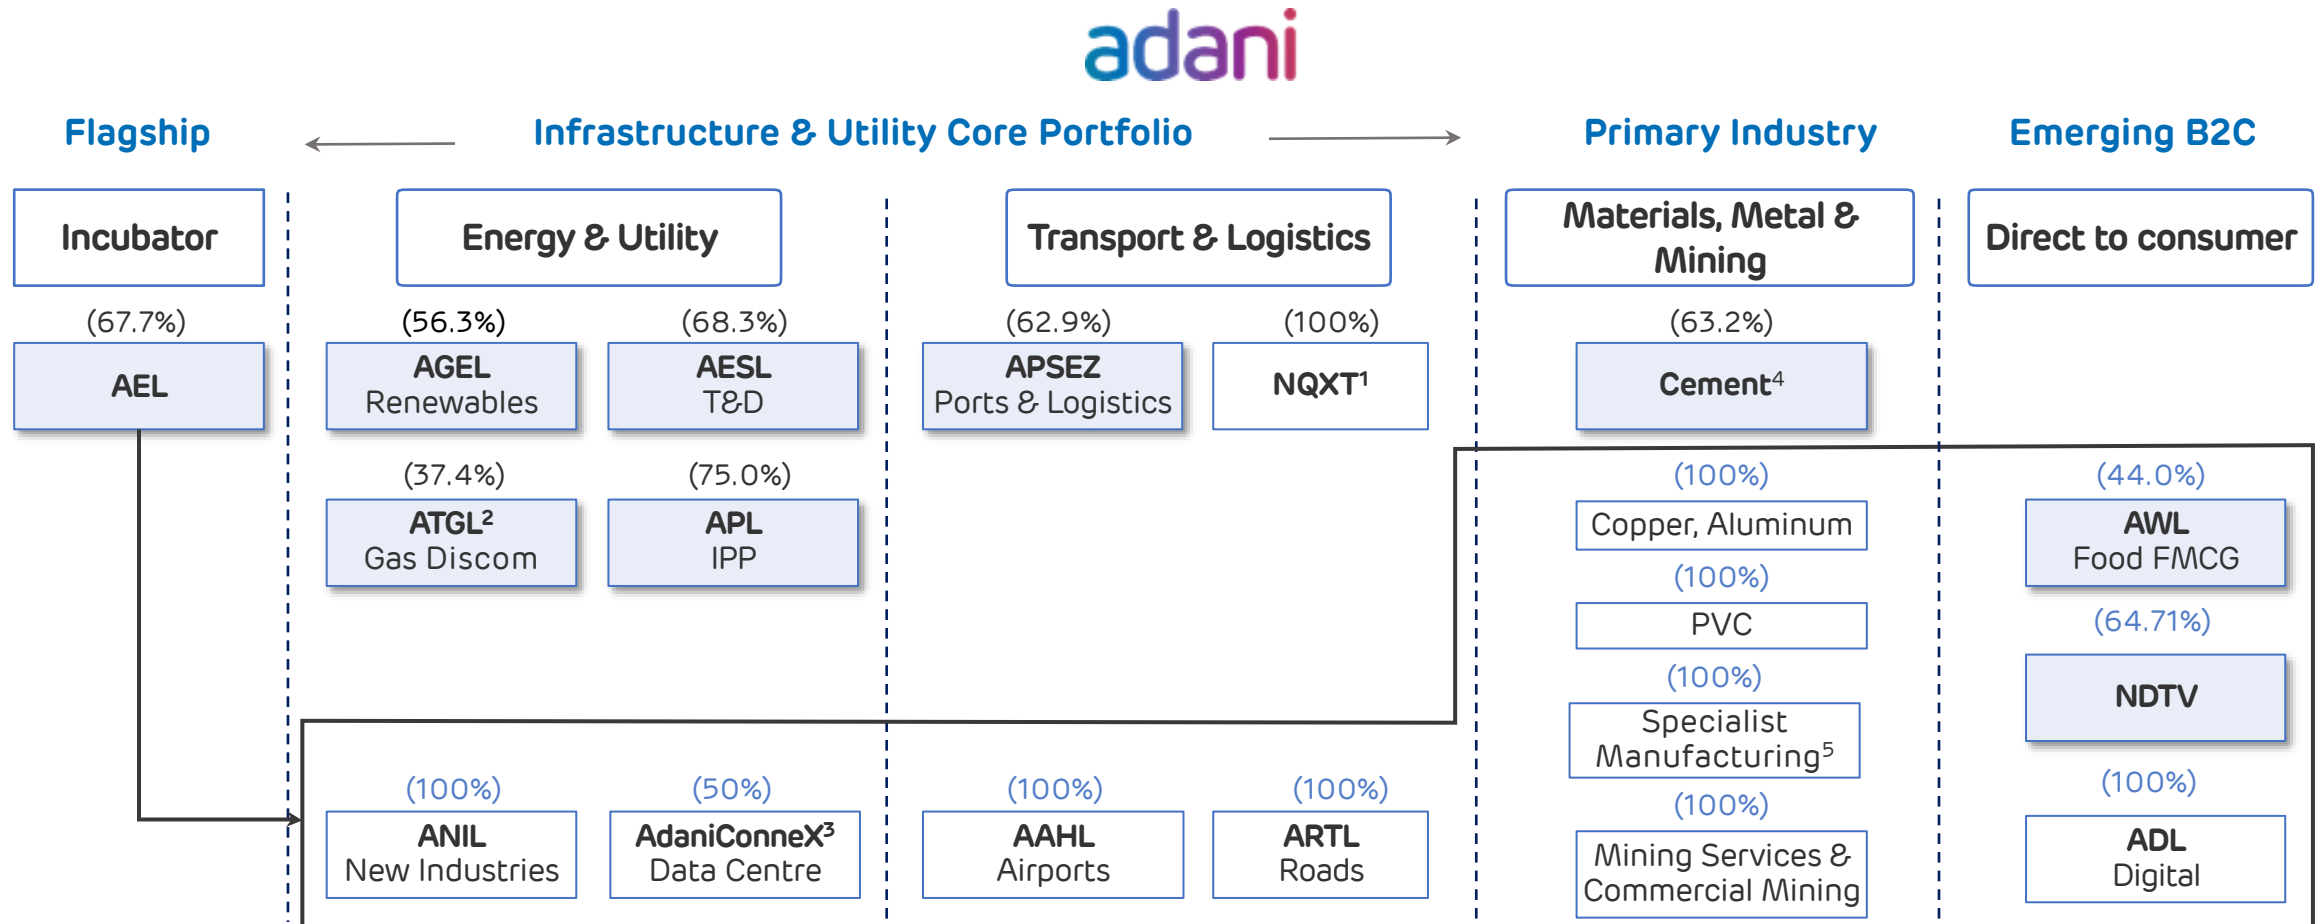 adani
Flagship
Infrastructure & Utility Core Portfolio
Primary Industry
Emerging B2C
Incubator
Energy & Utility
Transport & Logistics
Materials, Metal &
Mining
Direct to consumer
(67.7%)
AEL
(56.3%)
AGEL
Renewables
(68.3%)
AESL
T&D
(62.9%)
APSEZ
Ports & Logistics
(100%)
NQXT¹
(63.2%)
Cement⁴
(37.4%)
ATGL²
Gas Discom
(75.0%)
APL
IPP
(100%)
Copper, Aluminum
(100%)
PVC
(100%)
Specialist
Manufacturing⁵
(100%)
Mining Services &
Commercial Mining
(44.0%)
AWL
Food FMCG
(64.71%)
NDTV
(100%)
ADL
Digital
(100%)
ANIL
New Industries
(50%)
AdaniConneX³
Data Centre
(100%)
AAHL
Airports
(100%)
ARTL
Roads